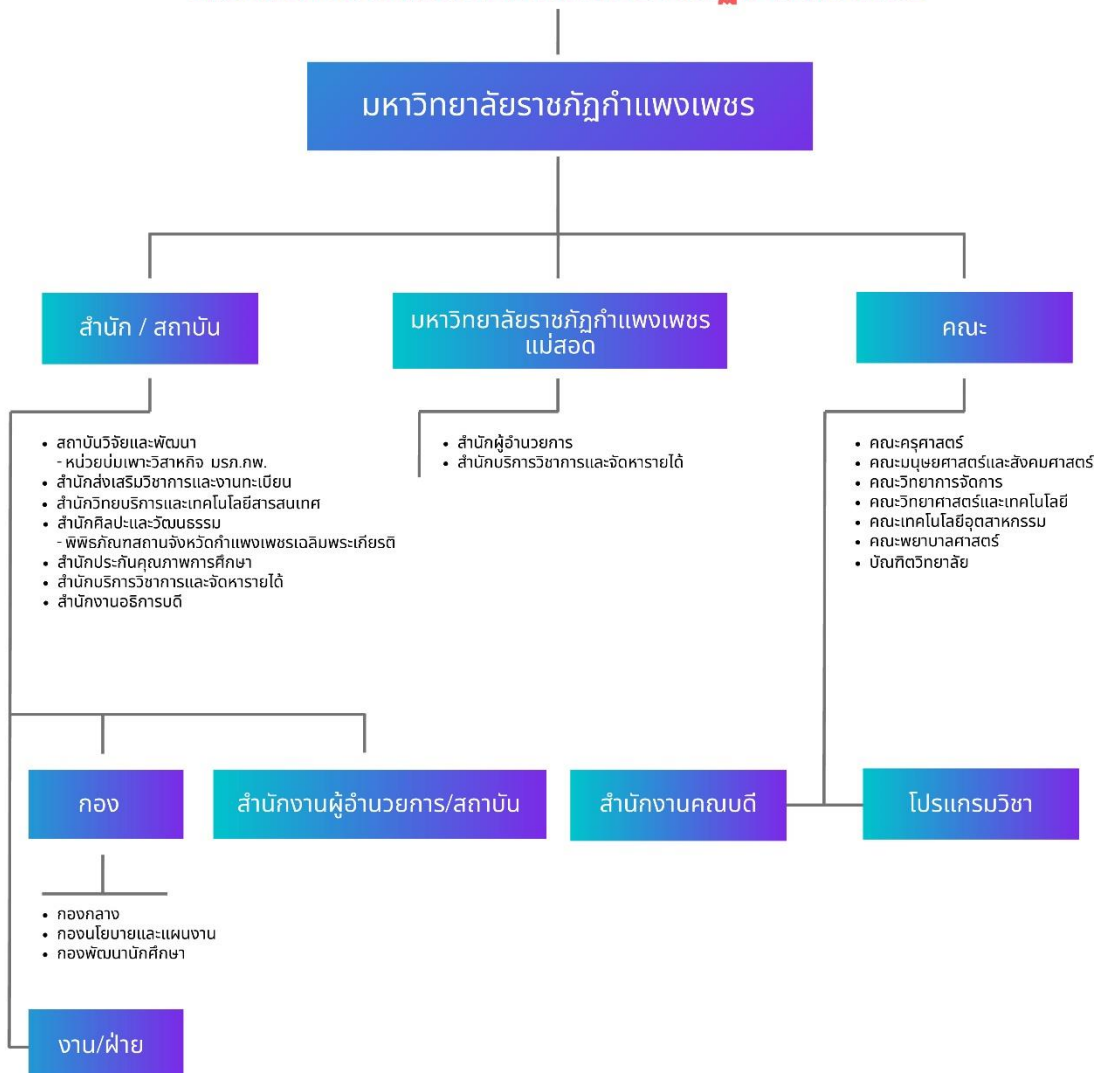 มหาวิทยาลัยราชภัฏกำแพงเพชร
สำนัก / สถาบัน
มหาวิทยาลัยราชภัฏกำแพงเพชร
แม่สอด
คณะ
• สถาบันวิจัยและพัฒนา
- หน่วยบ่มเพาะวิสาหกิจ มรภ.กพ.
• สำนักส่งเสริมวิชาการและงานทะเบียน
• สำนักวิทยบริการและเทคโนโลยีสารสนเทศ
• สำนักศิลปะและวัฒนธรรม
- พิพิธภัณฑสถานจังหวัดกำแพงเพชรเฉลิมพระเกียรติ
• สำนักประกันคุณภาพการศึกษา
• สำนักบริการวิชาการและจัดหารายได้
• สำนักงานอธิการบดี
• สำนักผู้อำนวยการ
• สำนักบริการวิชาการและจัดหารายได้
• คณะครุศาสตร์
• คณะมนุษยศาสตร์และสังคมศาสตร์
• คณะวิทยาการจัดการ
• คณะวิทยาศาสตร์และเทคโนโลยี
• คณะเทคโนโลยีอุตสาหกรรม
• คณะพยาบาลศาสตร์
• บัณฑิตวิทยาลัย
กอง
สำนักงานผู้อำนวยการ/สถาบัน
สำนักงานคณบดี
โปรแกรมวิชา
• กองกลาง
• กองนโยบายและแผนงาน
• กองพัฒนานักศึกษา
งาน/ฝ่าย